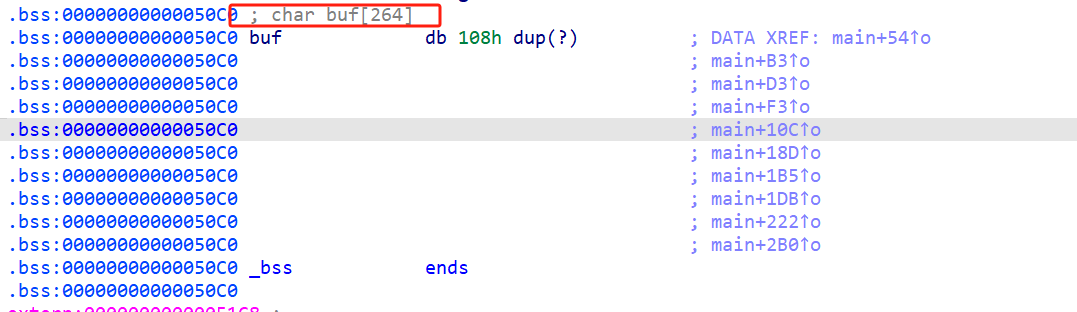 .bss:00000000000050C0 ; char buf[264]
.bss:00000000000050C0 buf db 108h dup(?) ; DATA XREF: main+54↑o
.bss:00000000000050C0 ; main+B3↑o
.bss:00000000000050C0 ; main+D3↑o
.bss:00000000000050C0 ; main+F3↑o
.bss:00000000000050C0 ; main+10C↑o
.bss:00000000000050C0 ; main+18D↑o
.bss:00000000000050C0 ; main+1B5↑o
.bss:00000000000050C0 ; main+1DB↑o
.bss:00000000000050C0 ; main+222↑o
.bss:00000000000050C0 ; main+2B0↑o
.bss:00000000000050C0 _bss ends
.bss:00000000000050C0